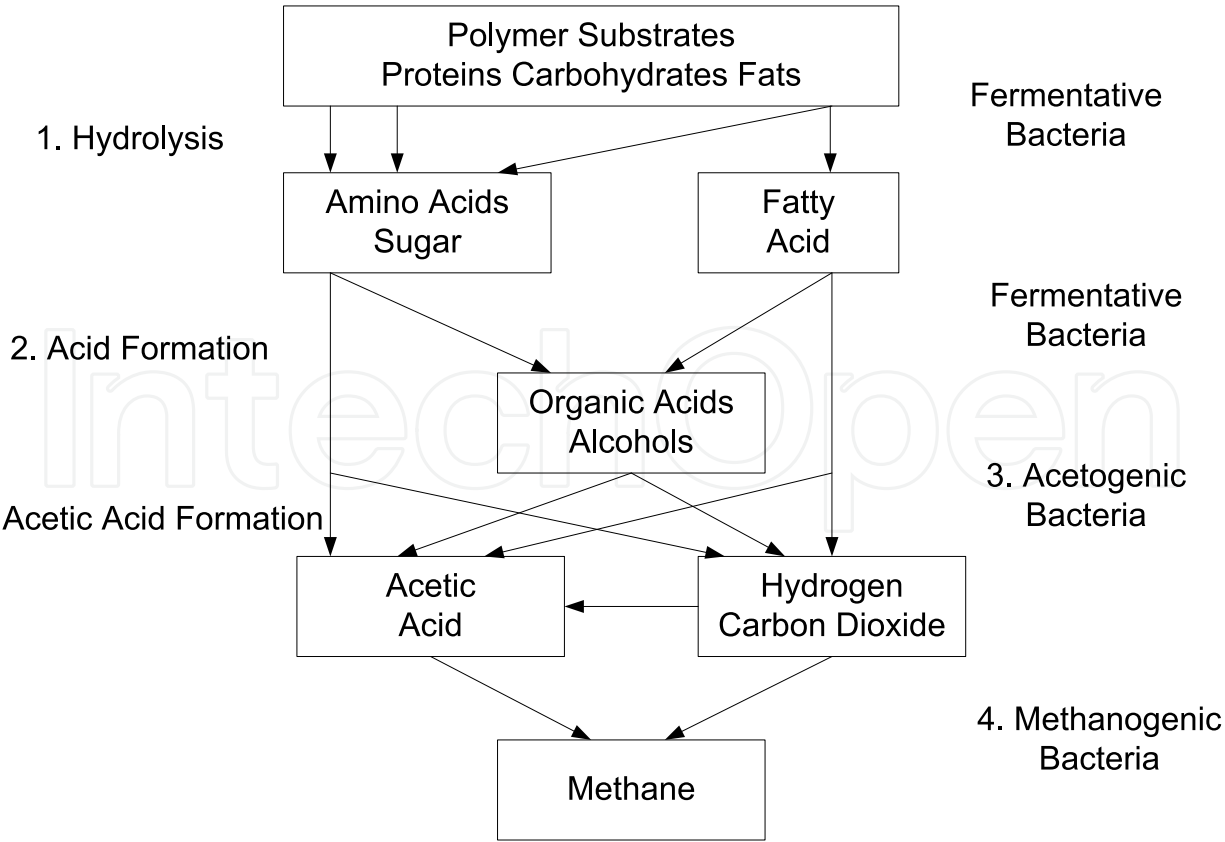 Polymer Substrates
Proteins Carbohydrates Fats
Fermentative
Bacteria
1. Hydrolysis
Amino Acids
Sugar
Fatty
Acid
Fermentative
Bacteria
2. Acid Formation
Organic Acids
Alcohols
3. Acetogenic
Bacteria
Acetic Acid Formation
Acetic
Acid
Hydrogen
Carbon Dioxide
4. Methanogenic
Bacteria
Methane
IntechOpen